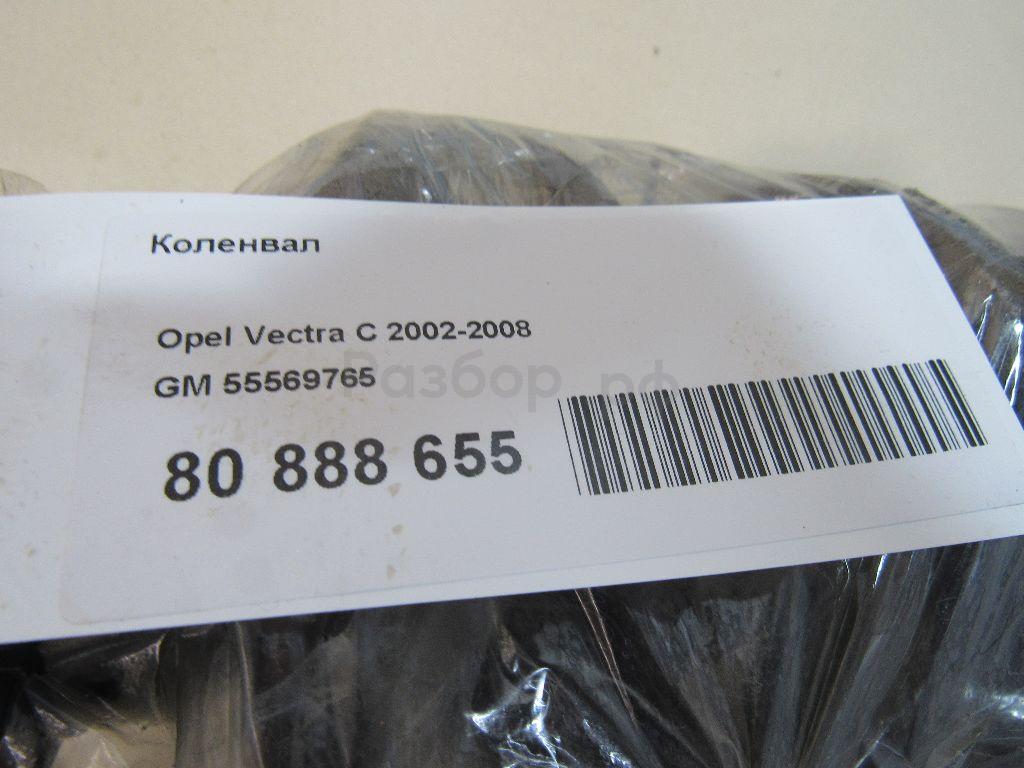 Коленвал
Opel Vectra C 2002-2008
GM 55569765
Разбор.рф
80 888 655